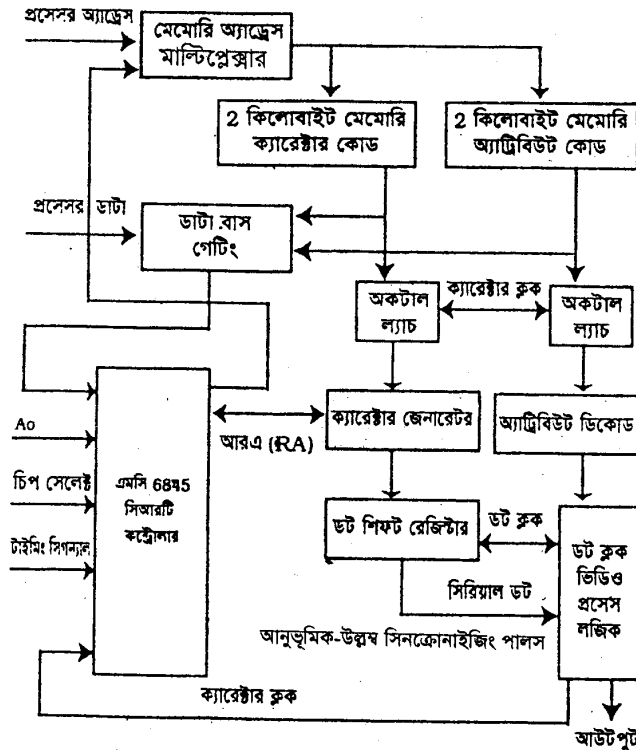 প্রসেসর অ্যাড্রেস
মেমোরি অ্যাড্রেস
মাল্টিপ্লেক্সার
2 কিলোবাইট মেমোরি
ক্যারেক্টার কোড
2 কিলোবাইট মেমোরি
অ্যাট্রিবিউট কোড
প্রসেসর ডাটা
ডাটা বাস
গেটিং
অকটাল
ল্যাচ
ক্যারেক্টার ক্লক
অকটাল
ল্যাচ
Ao
চিপ সেলেক্ট
টাইমিং সিগন্যাল
এমসি 6845
সিআরটি
কন্ট্রোলার
আরএ (RA)
ক্যারেক্টার জেনারেটর
অ্যাট্রিবিউট ডিকোড
ডট শিফট রেজিস্টার
ডট ক্লক
ডট ক্লক
ভিডিও
প্রসেস
লজিক
সিরিয়াল ডট
আনুভূমিক-উল্লম্ব সিনক্রোনাইজিং পালস
ক্যারেক্টার ক্লক
আউটপুট